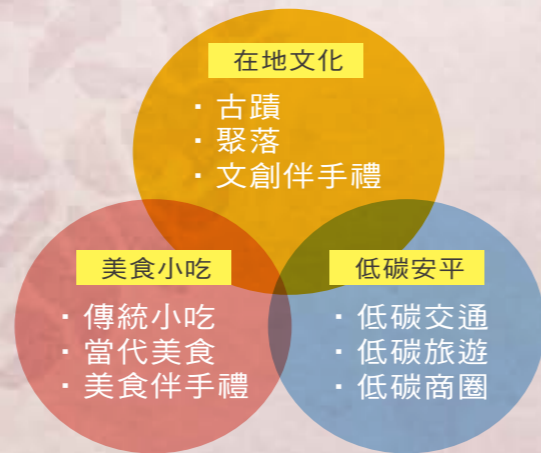 在地文化
▪ 古蹟
▪ 聚落
▪ 文創伴手禮
美食小吃
▪ 傳統小吃
▪ 當代美食
▪ 美食伴手禮
低碳安平
▪ 低碳交通
▪ 低碳旅遊
▪ 低碳商圈